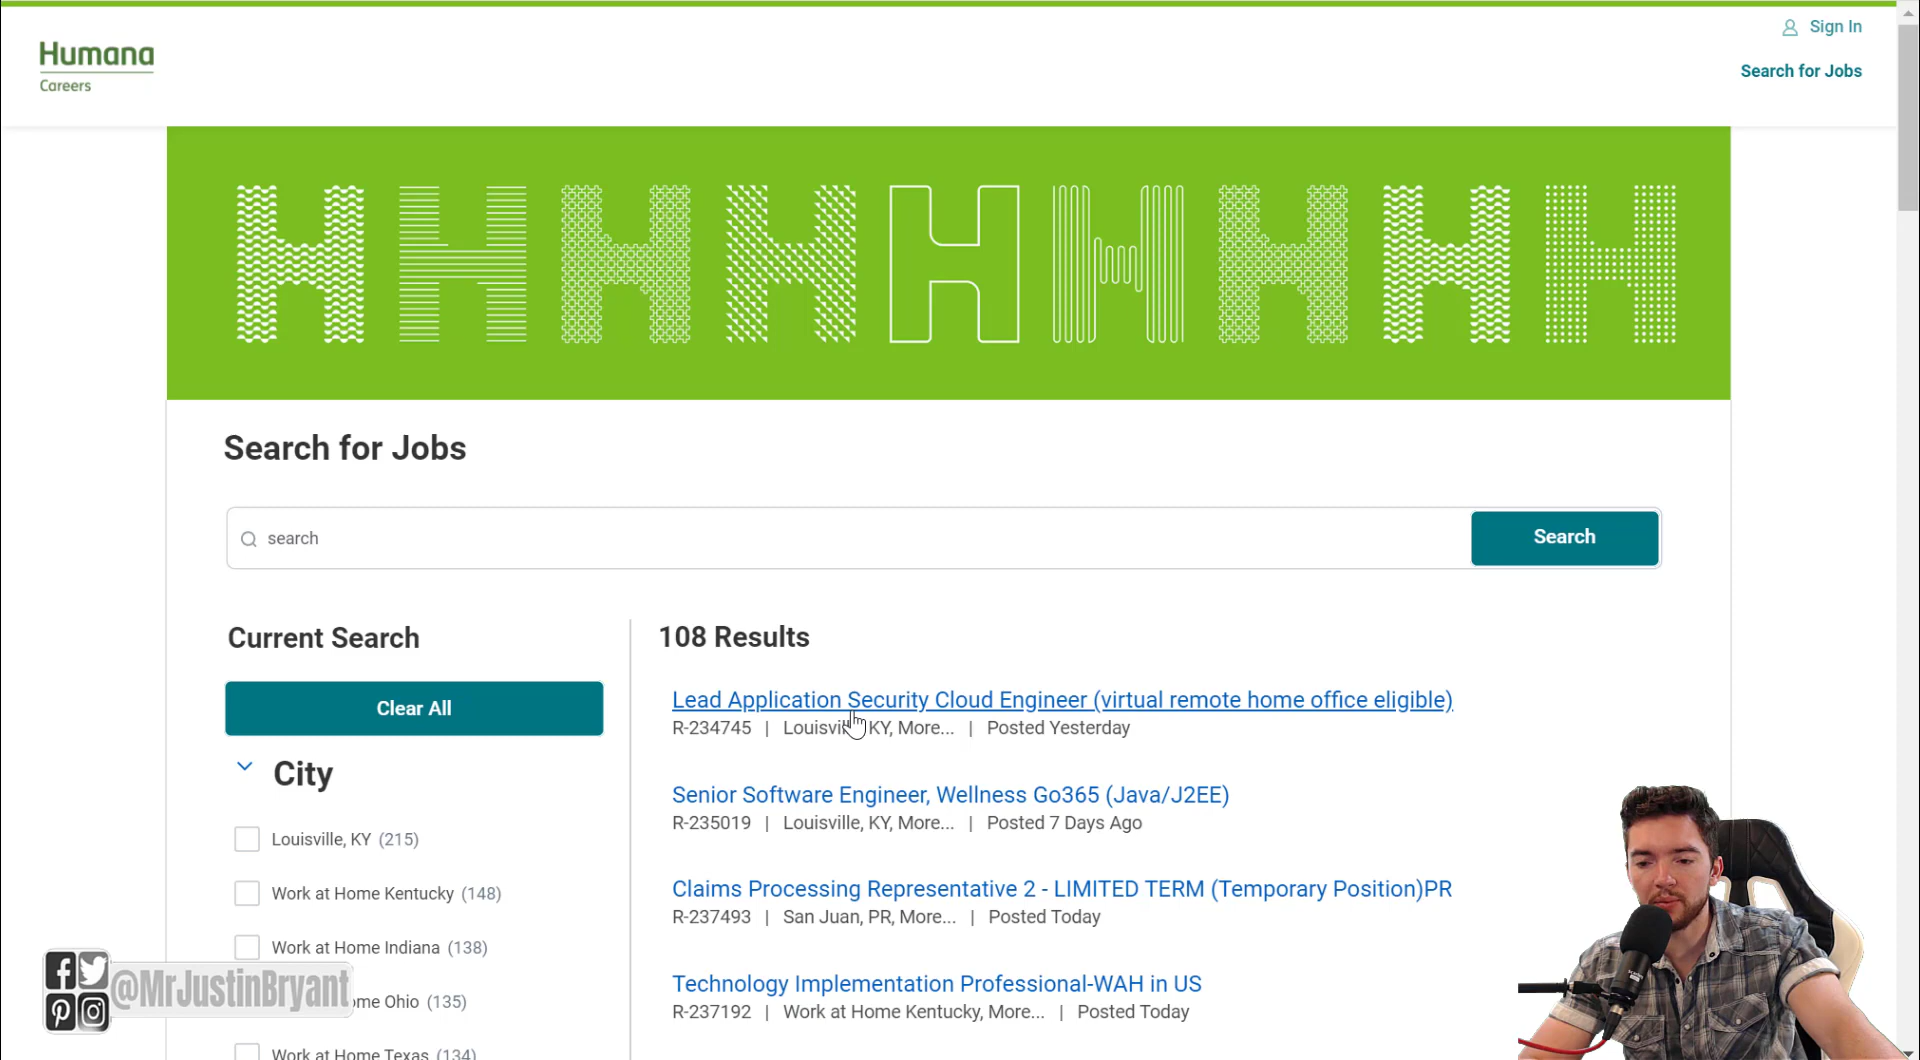 Sign In
Humana
Careers
Search for Jobs
Search for Jobs
search
Search
Current Search
108 Results
Clear All
Lead Application Security Cloud Engineer (virtual remote home office eligible)
R-234745 | Louisvi KY, More... | Posted Yesterday
City
Senior Software Engineer, Wellness Go365 (Java/J2EE)
R-235019 | Louisville, KY, More... | Posted 7 Days Ago
Louisville, KY (215)
Claims Processing Representative 2 - LIMITED TERM (Temporary Position)PR
R-237493 | San Juan, PR, More... | Posted Today
Work at Home Kentucky (148)
Work at Home Indiana (138)
Technology Implementation Professional-WAH in US
R-237192 | Work at Home Kentucky, More... | Posted Today
@MrJustinBryant
ome Ohio (135)
Work at Home Texas (134)